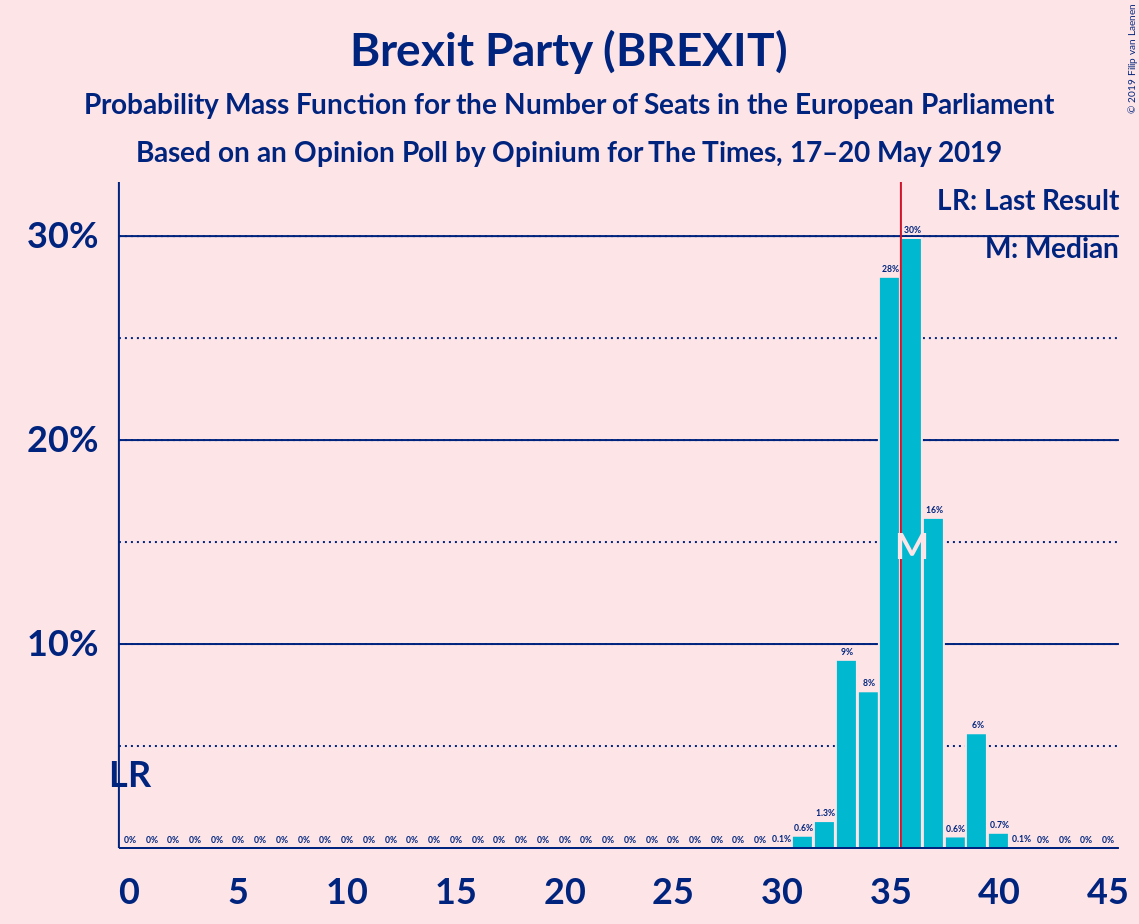 © 2019 Filip van Laenen
Brexit Party (BREXIT)
Probability Mass Function for the Number of Seats in the European Parliament
Based on an Opinion Poll by Opinium for The Times, 17–20 May 2019
LR: Last Result
M: Median
30%
20%
10%
30%
28%
16%
M
9%
8%
6%
LR
0% 0% 0% 0% 0% 0% 0% 0% 0% 0% 0% 0% 0% 0% 0% 0% 0% 0% 0% 0% 0% 0% 0% 0% 0% 0% 0% 0% 0% 0% 0.1% 0.6% 1.3% 0.6% 0.7% 0.1% 0% 0% 0% 0%
0 5 10 15 20 25 30 35 40 45